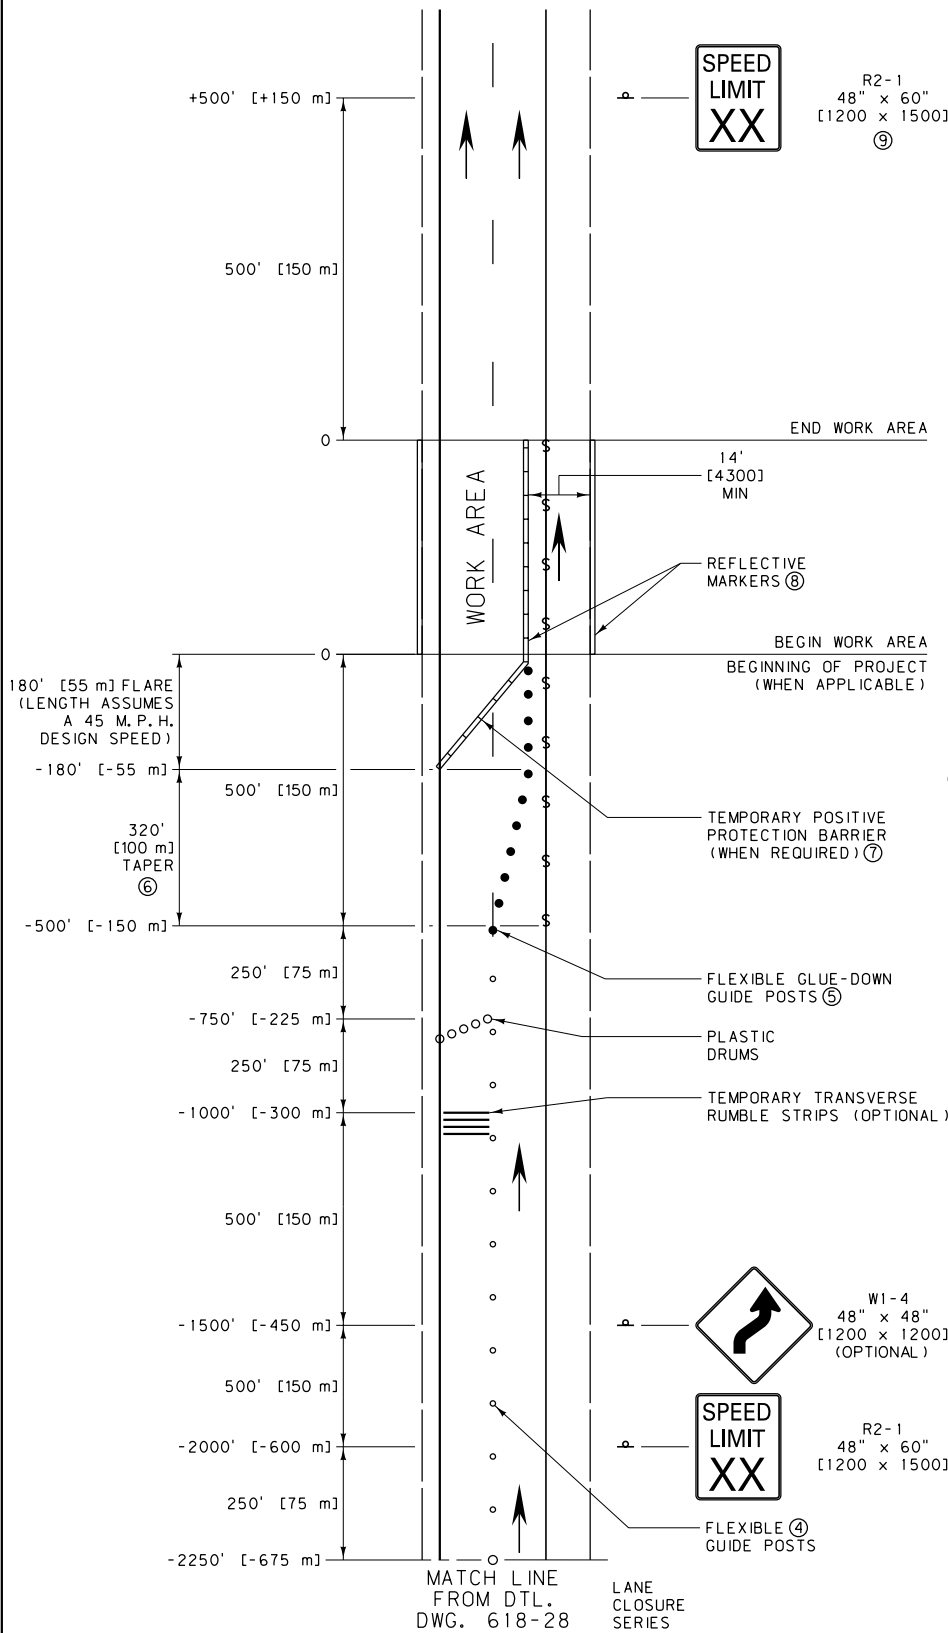 SPEED
LIMIT
XX
R2-1
48" x 60"
[1200 x 1500]
⑨
+500' [+150 m]
500' [150 m]
END WORK AREA
0
14'
[4300]
MIN
WORK AREA
S
S
S
S
REFLECTIVE
MARKERS ⑧
BEGIN WORK AREA
0
BEGINNING OF PROJECT
(WHEN APPLICABLE)
180' [55 m] FLARE
(LENGTH ASSUMES
A 45 M.P.H.
DESIGN SPEED)
-180' [-55 m]
500' [150 m]
S
S
S
S
S
TEMPORARY POSITIVE
PROTECTION BARRIER
(WHEN REQUIRED) ⑦
320'
[100 m]
TAPER
⑥
-500' [-150 m]
250' [75 m]
FLEXIBLE GLUE-DOWN
GUIDE POSTS ⑤
-750' [-225 m]
PLASTIC
DRUMS
250' [75 m]
-1000' [-300 m]
TEMPORARY TRANSVERSE
RUMBLE STRIPS (OPTIONAL)
500' [150 m]
-1500' [-450 m]
W1-4
48" x 48"
[1200 x 1200]
(OPTIONAL)
500' [150 m]
SPEED
LIMIT
XX
R2-1
48" x 60"
[1200 x 1500]
-2000' [-600 m]
250' [75 m]
FLEXIBLE ④
GUIDE POSTS
-2250' [-675 m]
MATCH LINE
FROM DTL.
DWG. 618-28
LANE
CLOSURE
SERIES